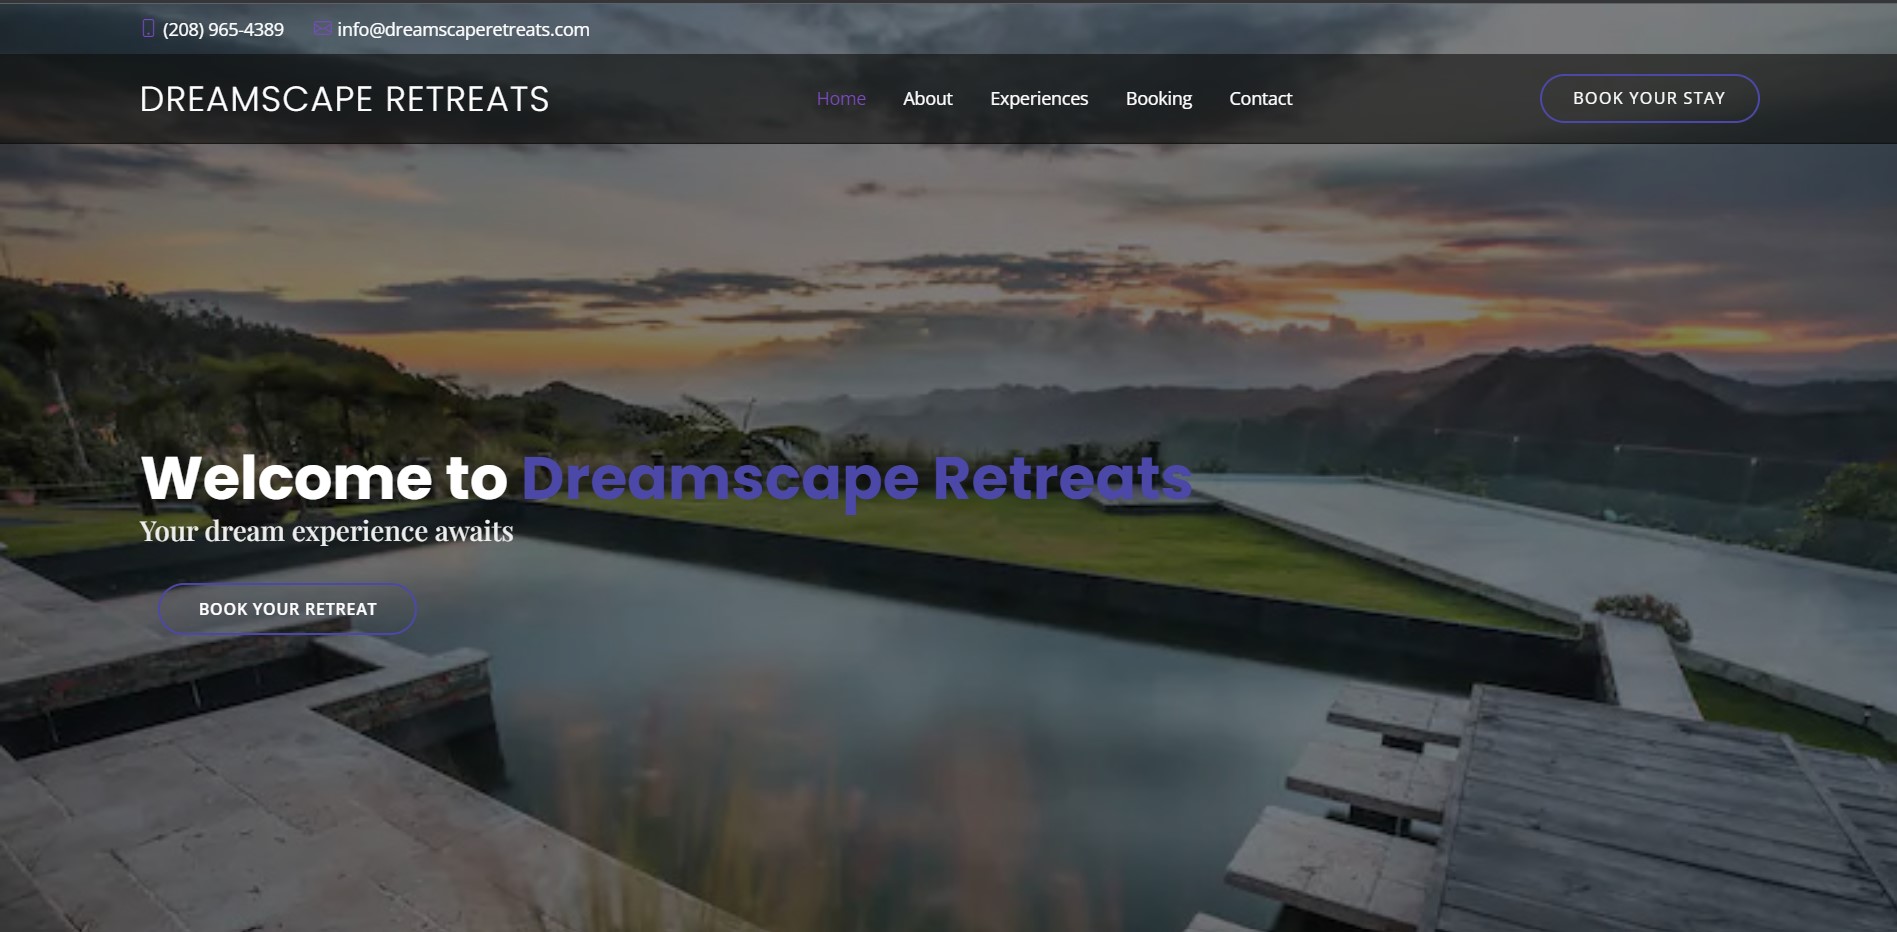 (208) 965-4389 info@dreamscaperetreats.com
DREAMSCAPE RETREATS Home About Experiences Booking Contact BOOK YOUR STAY
Welcome to Dreamscape Retreats
Your dream experience awaits
BOOK YOUR RETREAT